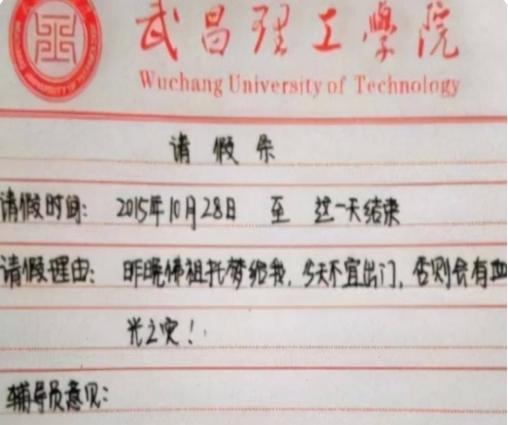 武昌理工學院
Wuchang University of Technology
请假条
请假时间: 2015年10月28日 至 这一天结束
请假理由: 昨晚佛祖托梦给我,今天不宜出门,否则会有血
光之灾!
辅导员意见: